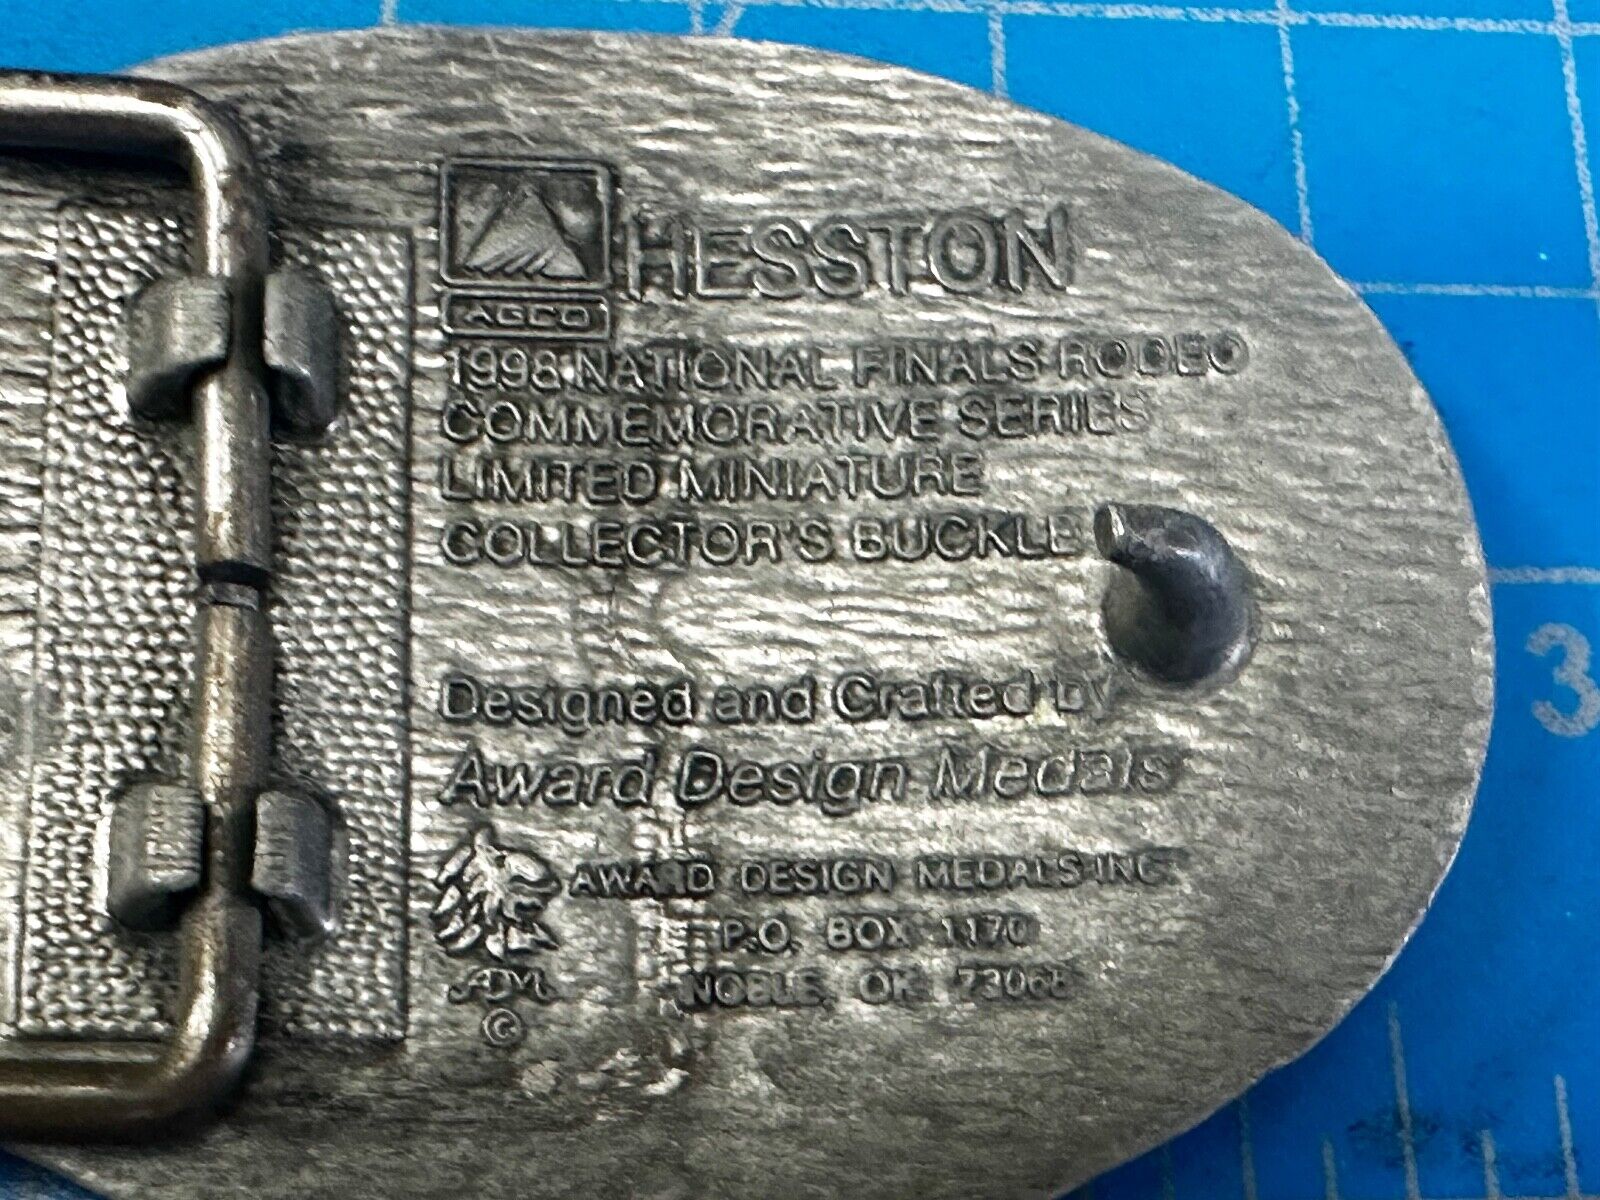 HESSTON
AGCO
1998 NATIONAL FINALS RODEO
COMMEMORATIVE SERIES
LIMITED MINIATURE
COLLECTOR'S BUCKLE
Designed and Crafted by
Award Design Medals
AWARD DESIGN MEDALS INC
P.O. BOX 1170
NOBLE, OK 73068
ADM
©
3